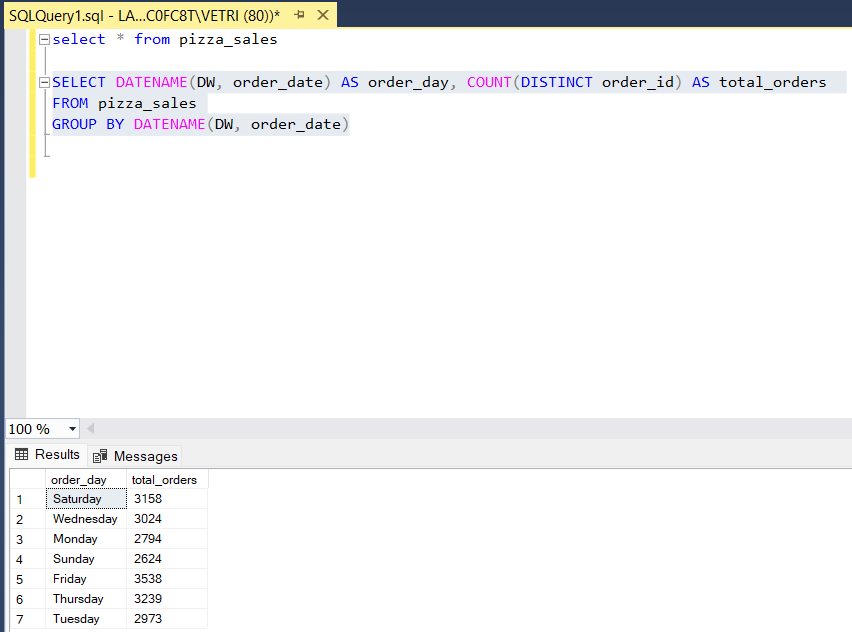 SQLQuery1.sql - LA...C0FC8T\VETRI (80))*
select * from pizza_sales
SELECT DATENAME(DW, order_date) AS order_day, COUNT(DISTINCT order_id) AS total_orders
FROM pizza_sales
GROUP BY DATENAME(DW, order_date)
100 %
Results Messages
order_day total_orders
1 Saturday 3158
2 Wednesday 3024
3 Monday 2794
4 Sunday 2624
5 Friday 3538
6 Thursday 3239
7 Tuesday 2973